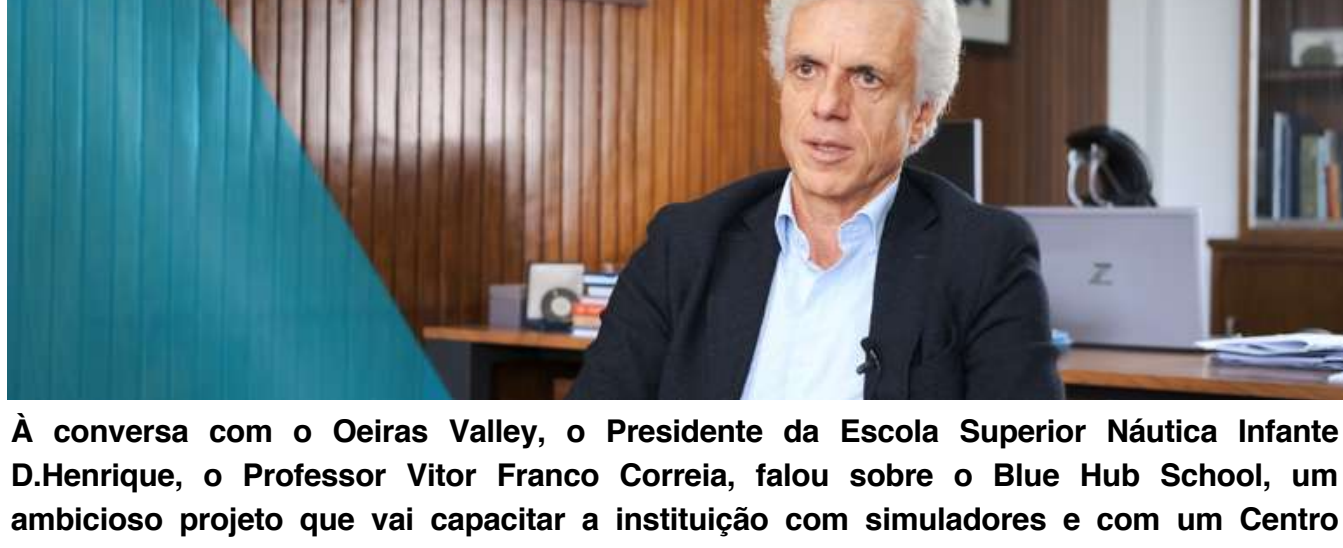 À conversa com o Oeiras Valley, o Presidente da Escola Superior Náutica Infante
D.Henrique, o Professor Vitor Franco Correia, falou sobre o Blue Hub School, um
ambicioso projeto que vai capacitar a instituição com simuladores e com um Centro